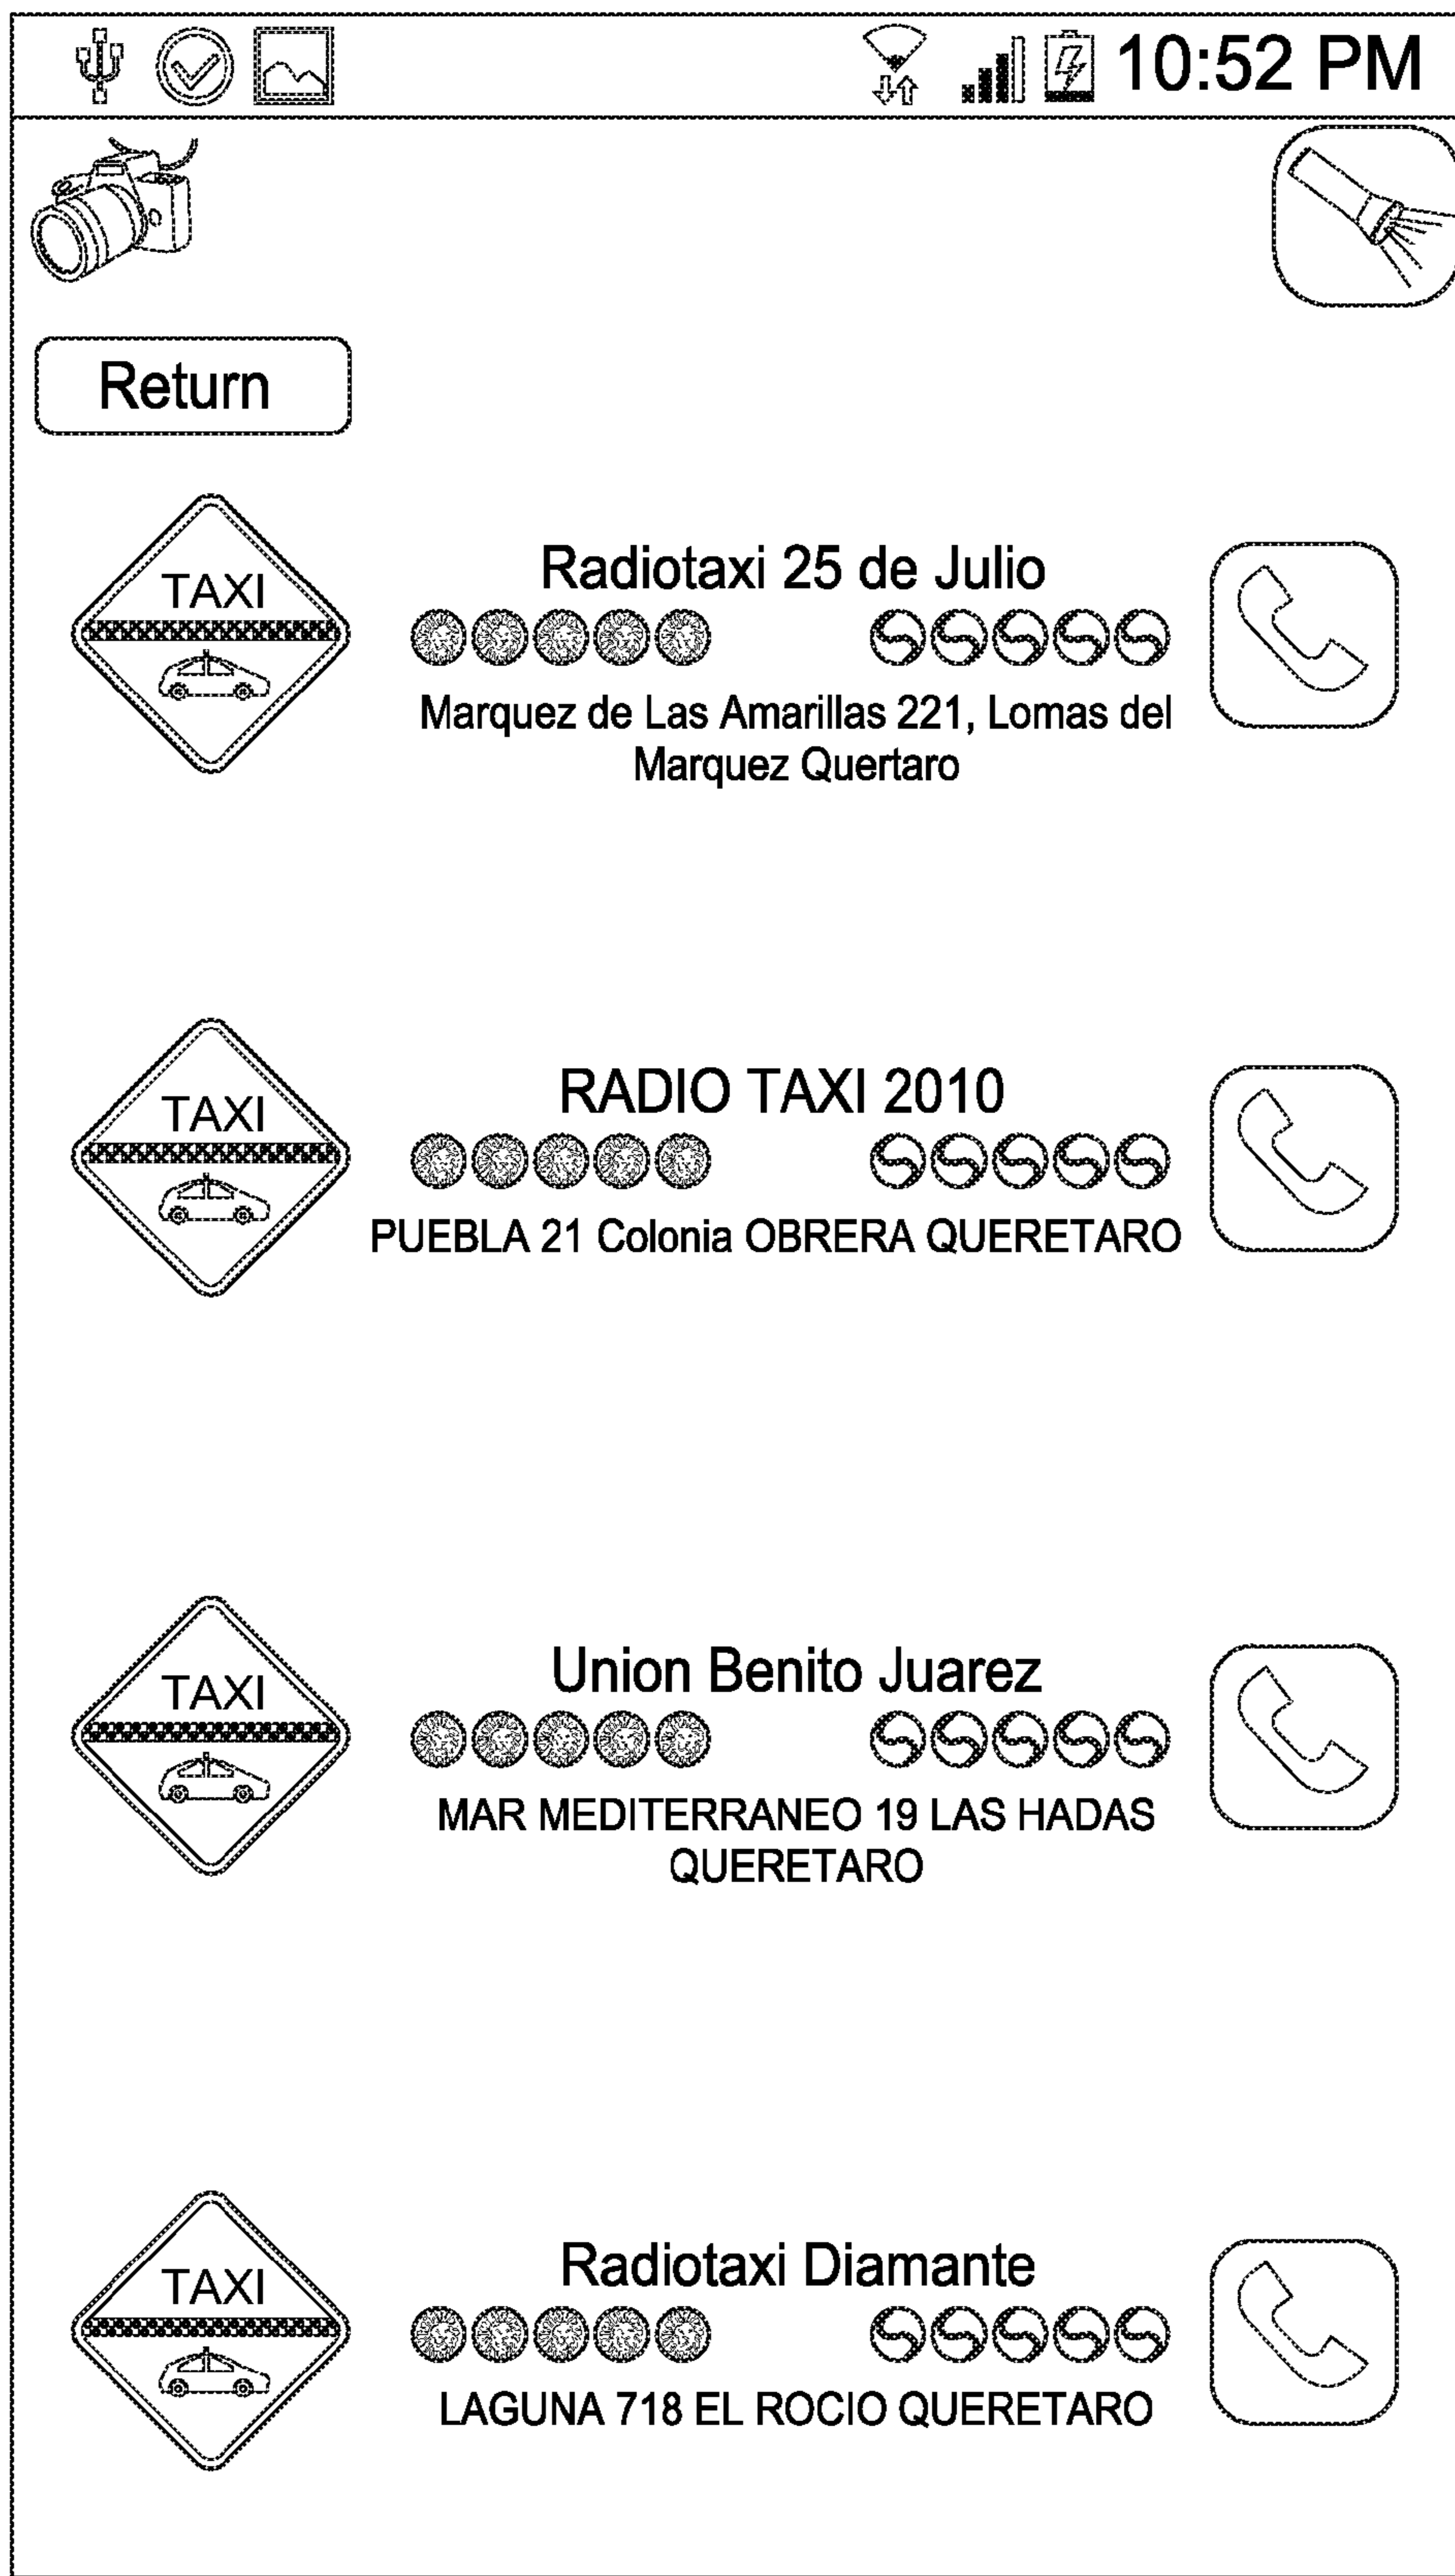 10:52 PM
Return
TAXI
Radiotaxi 25 de Julio
Marquez de Las Amarillas 221, Lomas del
Marquez Quertaro
TAXI
RADIO TAXI 2010
PUEBLA 21 Colonia OBRERA QUERETARO
TAXI
Union Benito Juarez
MAR MEDITERRANEO 19 LAS HADAS
QUERETARO
TAXI
Radiotaxi Diamante
LAGUNA 718 EL ROCIO QUERETARO